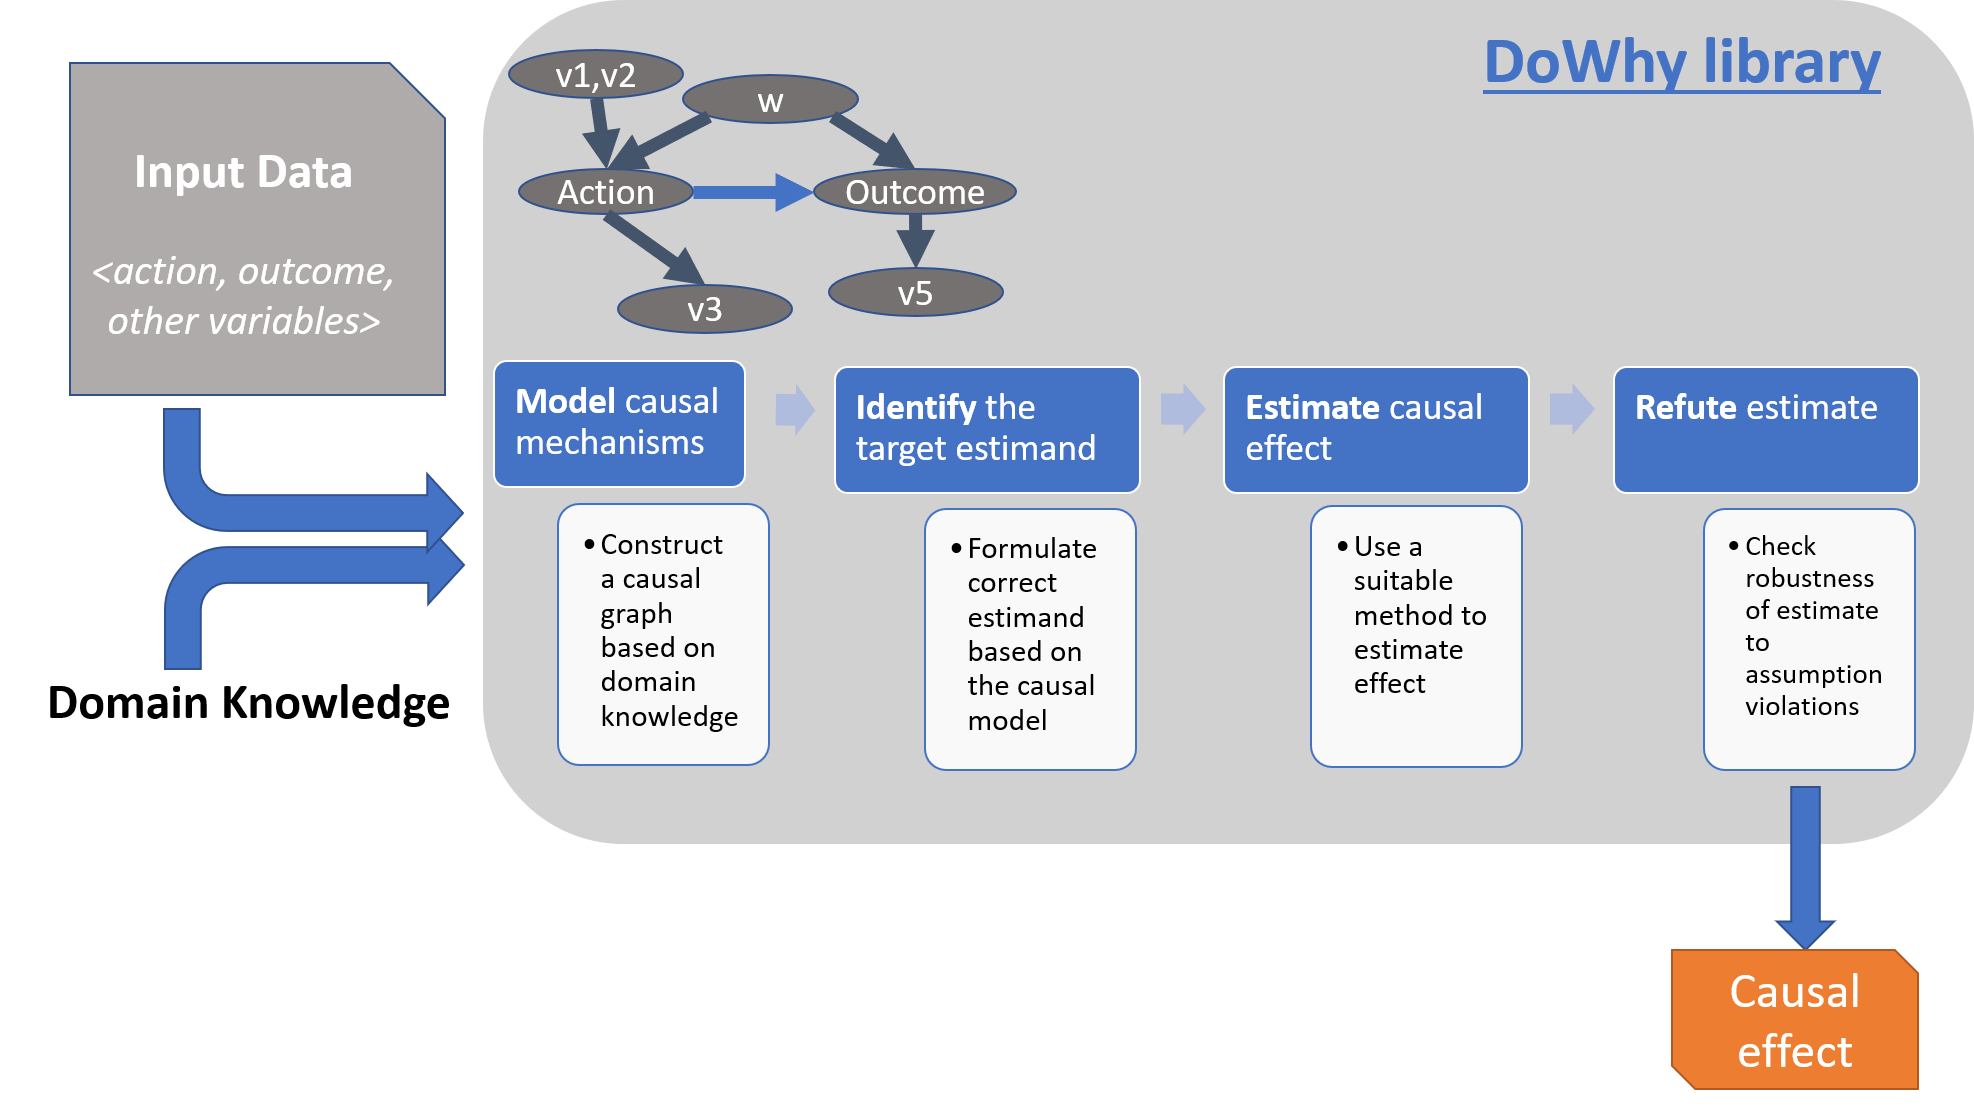 DoWhy library
Input Data
<action, outcome,
other variables>
Domain Knowledge
v1,v2
w
Action
Outcome
v3
v5
Model causal
mechanisms
• Construct
a causal
graph
based on
domain
knowledge
Identify the
target estimand
• Formulate
correct
estimand
based on
the causal
model
Estimate causal
effect
• Use a
suitable
method to
estimate
effect
Refute estimate
• Check
robustness
of estimate
to
assumption
violations
Causal
effect